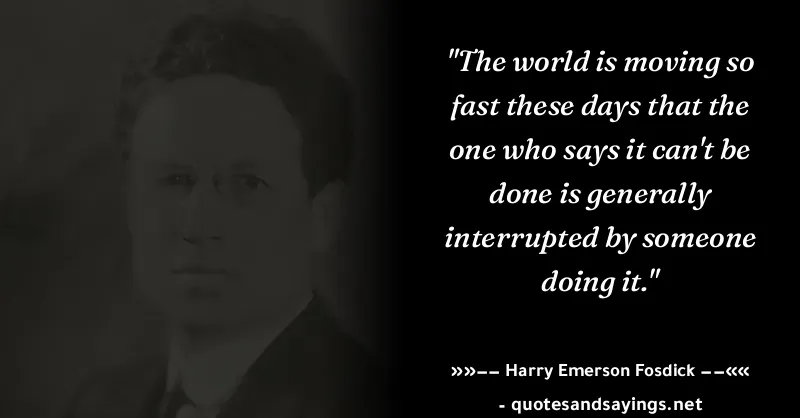 "The world is moving so
fast these days that the
one who says it can't be
done is generally
interrupted by someone
doing it."
»»−− Harry Emerson Fosdick −−««
- quotesandsayings.net